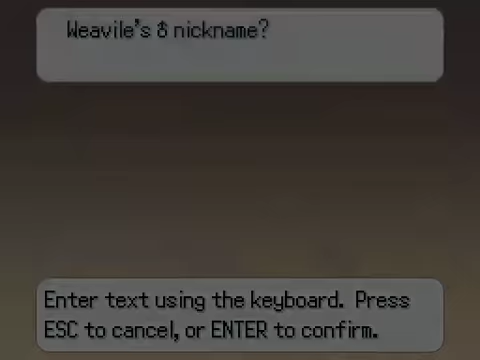 Weavile's ♂ nickname?
Enter text using the keyboard. Press
ESC to cancel, or ENTER to confirm.